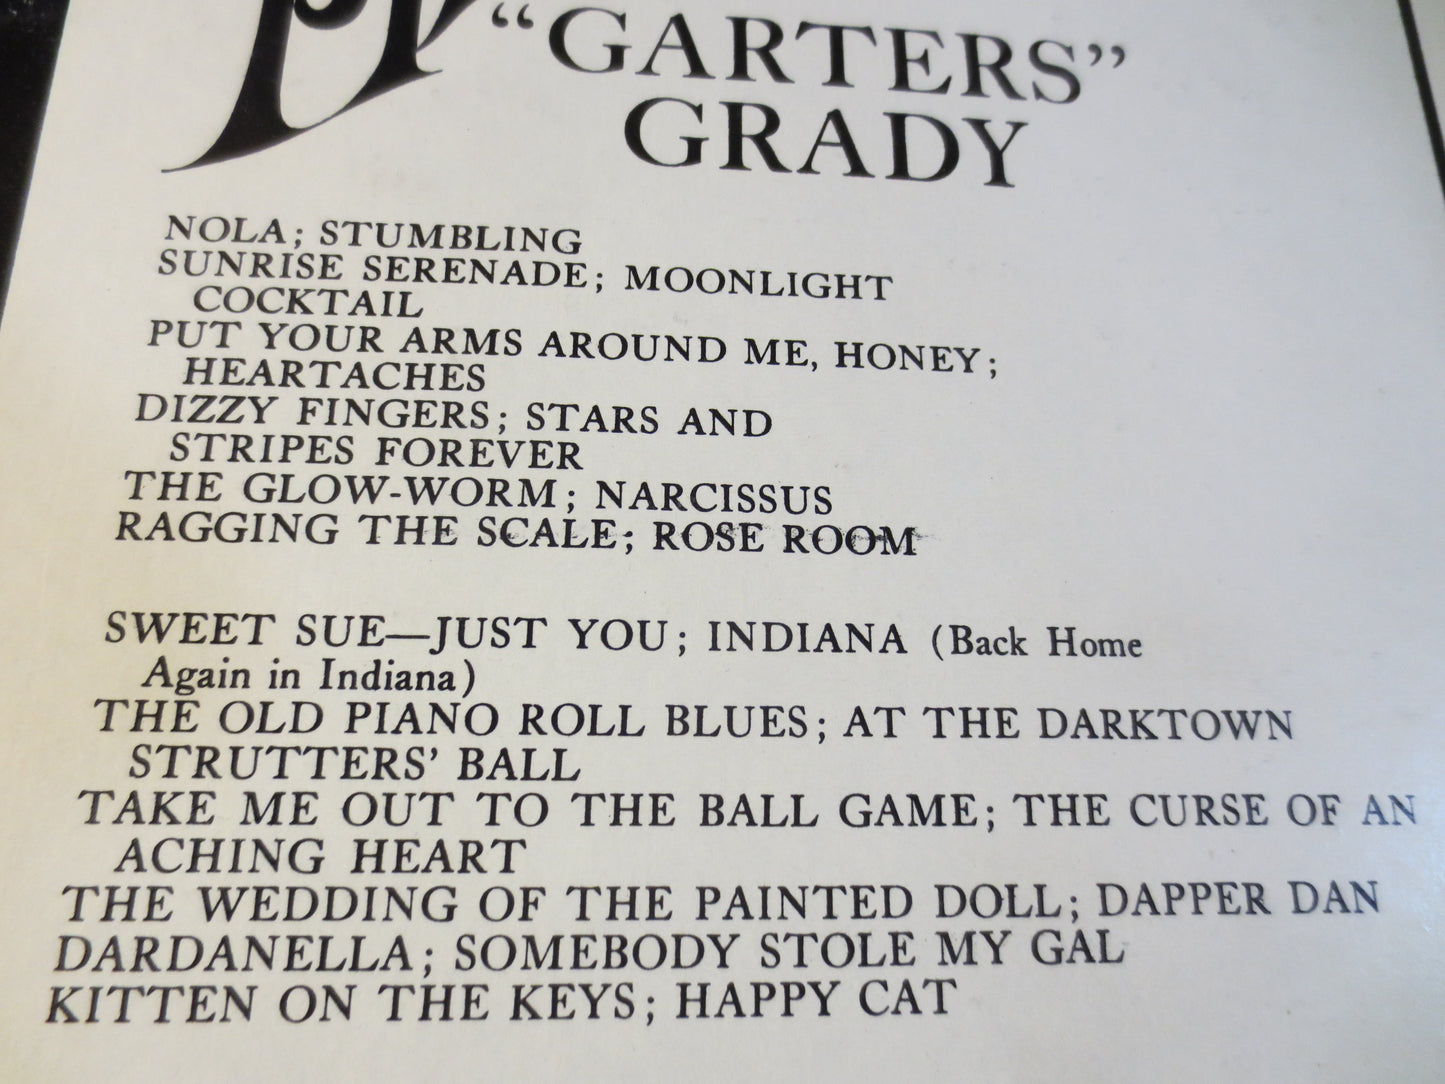 “GARTERS”
GRADY
NOLA; STUMBLING
SUNRISE SERENADE; MOONLIGHT
COCKTAIL
PUT YOUR ARMS AROUND ME, HONEY;
HEARTACHES
DIZZY FINGERS; STARS AND
STRIPES FOREVER
THE GLOW-WORM; NARCISSUS
RAGGING THE SCALE; ROSE ROOM
SWEET SUE—JUST YOU; INDIANA (Back Home
Again in Indiana)
THE OLD PIANO ROLL BLUES; AT THE DARKTOWN
STRUTTERS’ BALL
TAKE ME OUT TO THE BALL GAME; THE CURSE OF AN
ACHING HEART
THE WEDDING OF THE PAINTED DOLL; DAPPER DAN
DARDANELLA; SOMEBODY STOLE MY GAL
KITTEN ON THE KEYS; HAPPY CAT